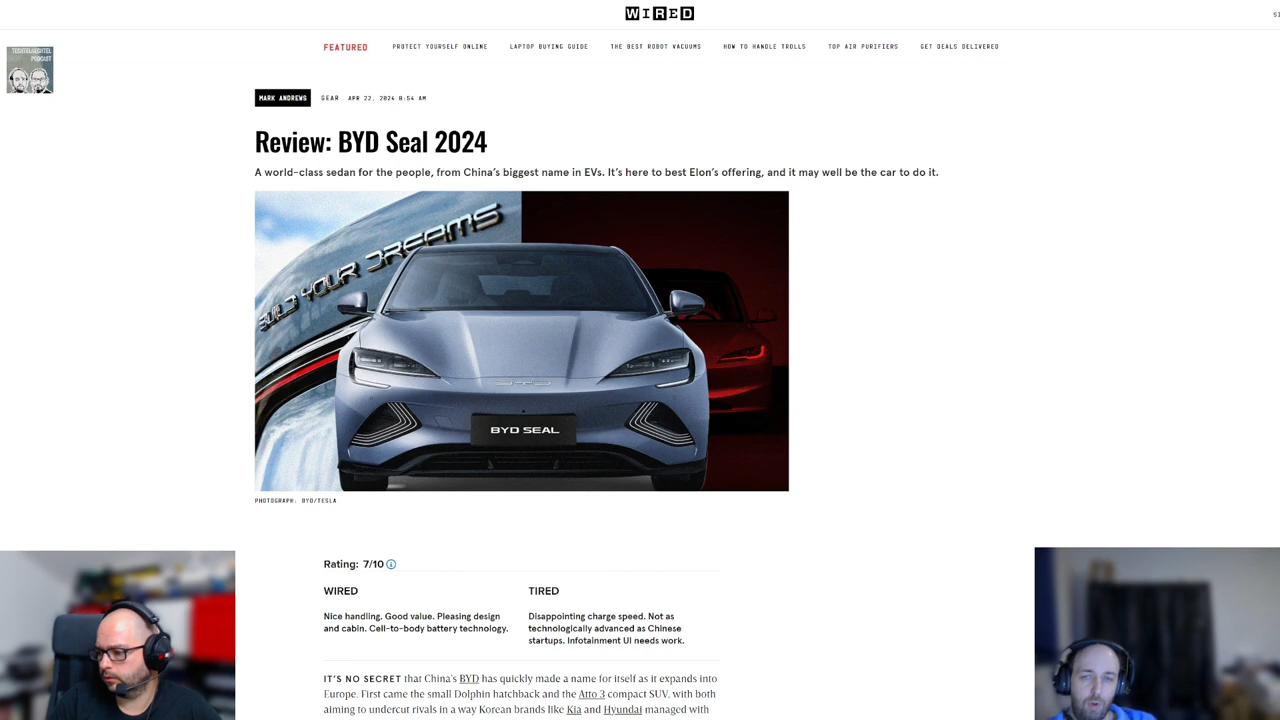 WIRED
FEATURED PROTECT YOURSELF ONLINE LAPTOP BUYING GUIDE THE BEST ROBOT VACUUMS HOW TO HANDLE TROLLS TOP AIR PURIFIERS GET DEALS DELIVERED
PODCAST
MARK ANDREWS GEAR APR 22, 2024 8:54 AM
Review: BYD Seal 2024
A world-class sedan for the people, from China's biggest name in EVs. It's here to best Elon's offering, and it may well be the car to do it.
BUILD YOUR DREAMS
BYD
BYD SEAL
PHOTOGRAPH: BYD/TESLA
Rating: 7/10
WIRED
Nice handling. Good value. Pleasing design
and cabin. Cell-to-body battery technology.
TIRED
Disappointing charge speed. Not as
technologically advanced as Chinese
startups. Infotainment UI needs work.
IT'S NO SECRET that China's BYD has quickly made a name for itself as it expands into
Europe. First came the small Dolphin hatchback and the Atto 3 compact SUV, with both
aiming to undercut rivals in a way Korean brands like Kia and Hyundai managed with